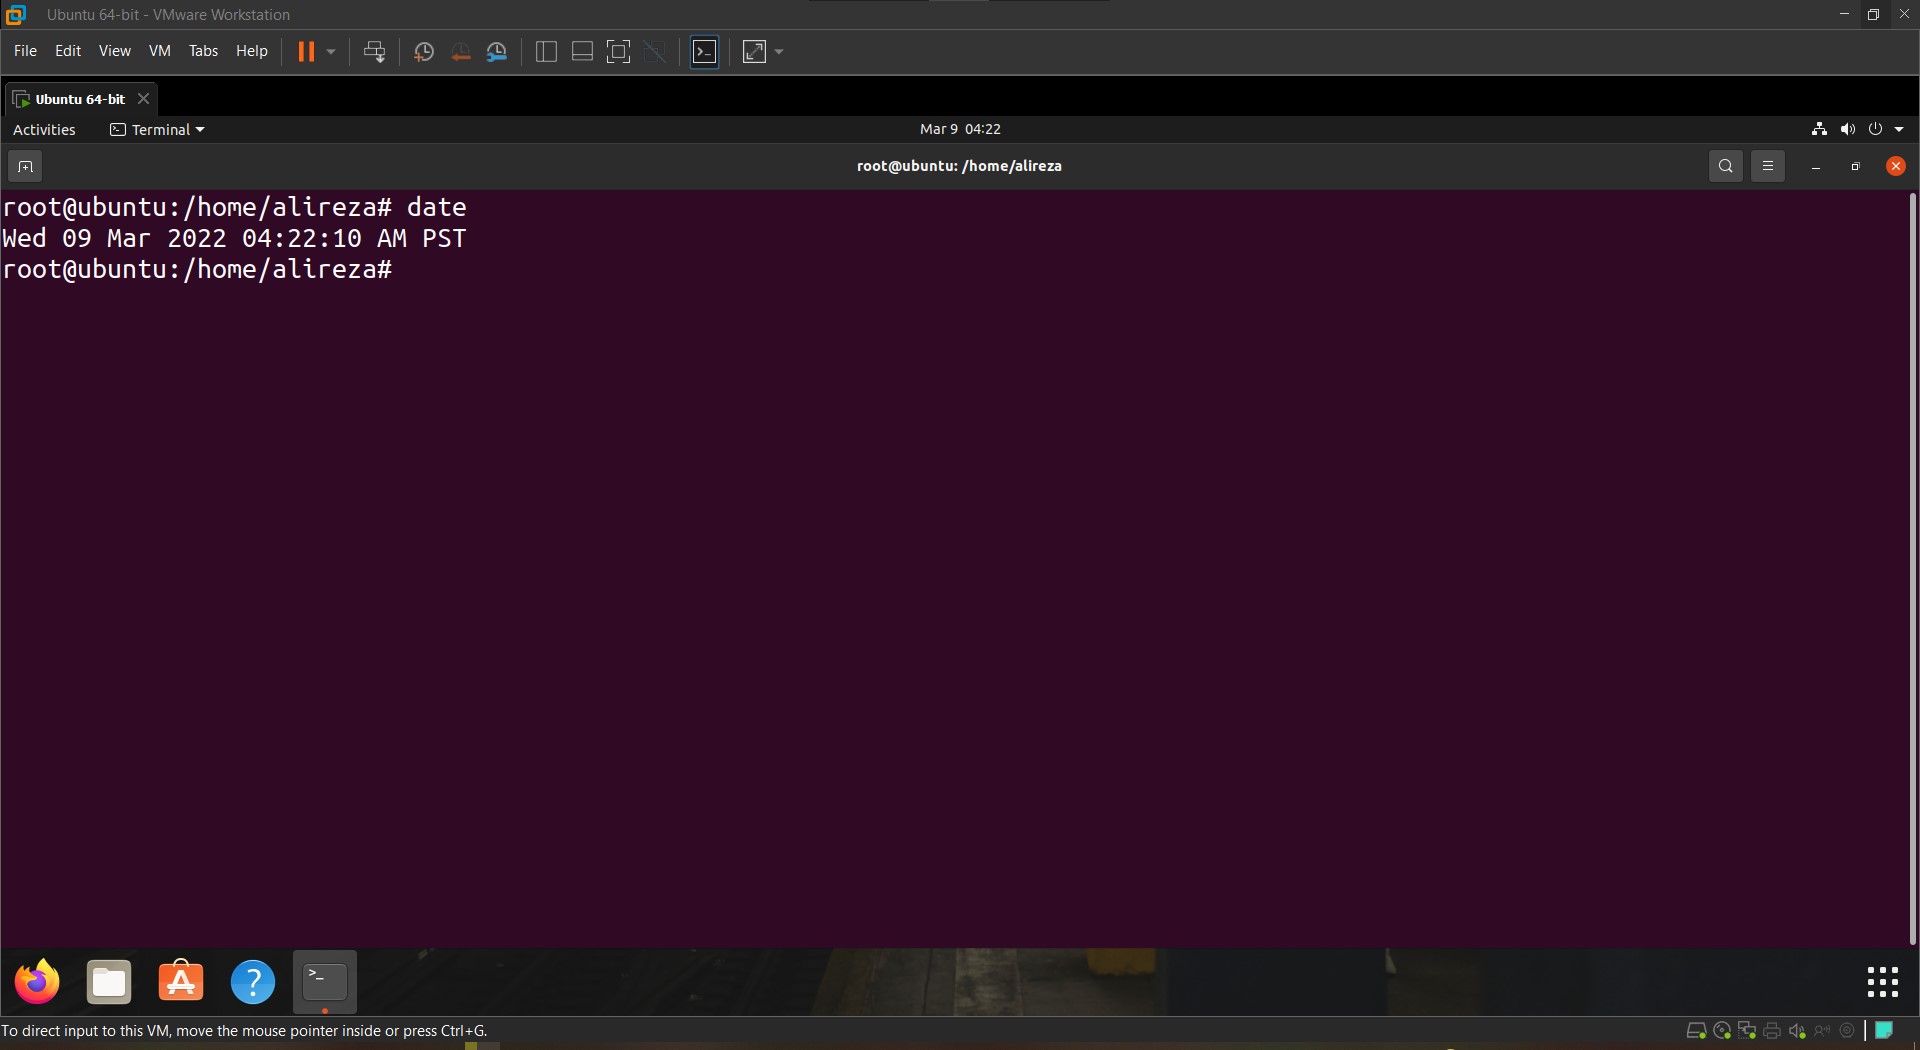 Ubuntu 64-bit - VMware Workstation
File Edit View VM Tabs Help
Ubuntu 64-bit
Activities Terminal Mar 9 04:22
root@ubuntu: /home/alireza
root@ubuntu:/home/alireza# date
Wed 09 Mar 2022 04:22:10 AM PST
root@ubuntu:/home/alireza#
To direct input to this VM, move the mouse pointer inside or press Ctrl+G.